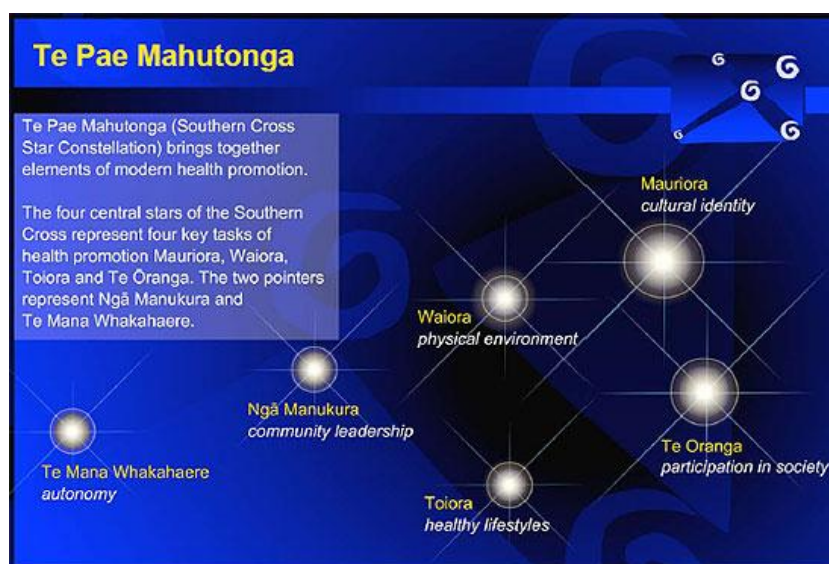 Te Pae Mahutonga
Te Pae Mahutonga (Southern Cross
Star Constellation) brings together
elements of modern health promotion.
The four central stars of the Southern
Cross represent four key tasks of
health promotion Mauriora, Waiora,
Toiora and Te Ōranga. The two pointers
represent Ngā Manukura and
Te Mana Whakahaere.
Mauriora
cultural identity
Waiora
physical environment
Ngā Manukura
community leadership
Te Oranga
participation in society
Te Mana Whakahaere
autonomy
Toiora
healthy lifestyles